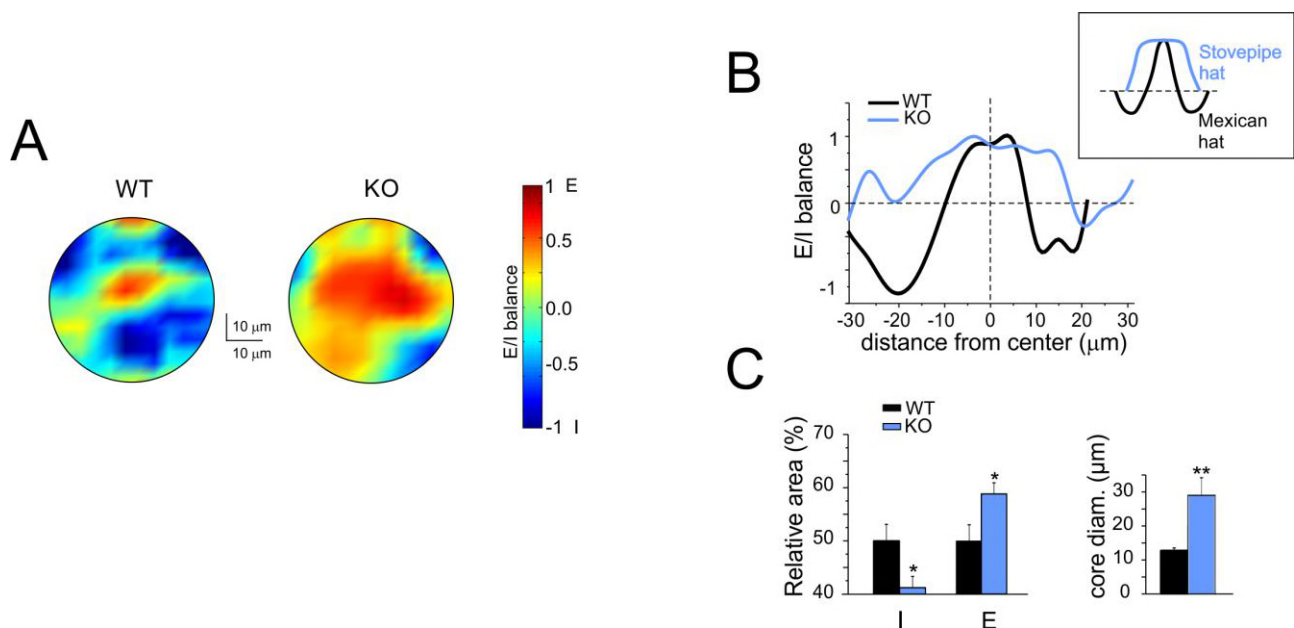 A
WT
KO
1 E
0.5
0.0
-0.5
-1 I
E/I balance
10 μm
10 μm
B
WT
KO
E/I balance
1
0
-1
-30 -20 -10 0 10 20 30
distance from center (μm)
Stovepipe
hat
Mexican
hat
C
WT
KO
Relative area (%)
70
60
50
40
*
*
I E
core diam. (μm)
30
20
10
0
**